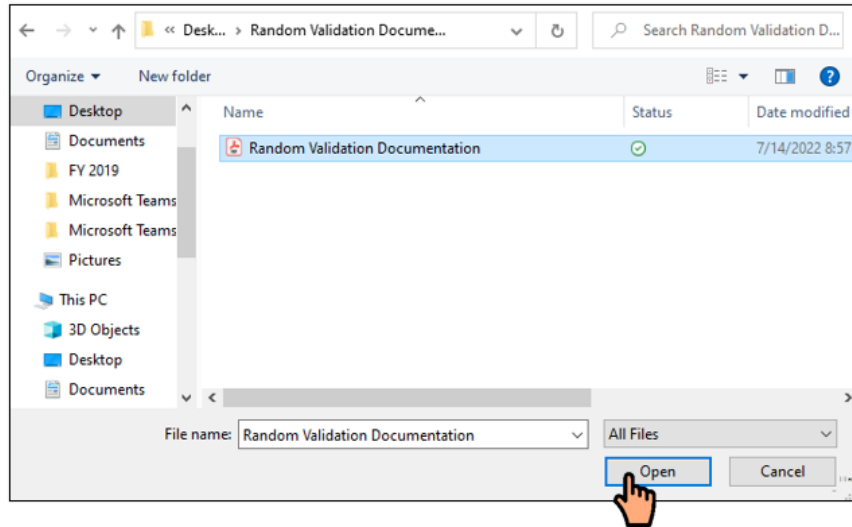 « Desk... › Random Validation Docume...
Search Random Validation D...
Organize
New folder
Name
Status
Date modified
Desktop
Documents
FY 2019
Microsoft Teams
Microsoft Teams
Pictures
This PC
3D Objects
Desktop
Documents
Random Validation Documentation
7/14/2022 8:57
File name:
Random Validation Documentation
All Files
Open
Cancel